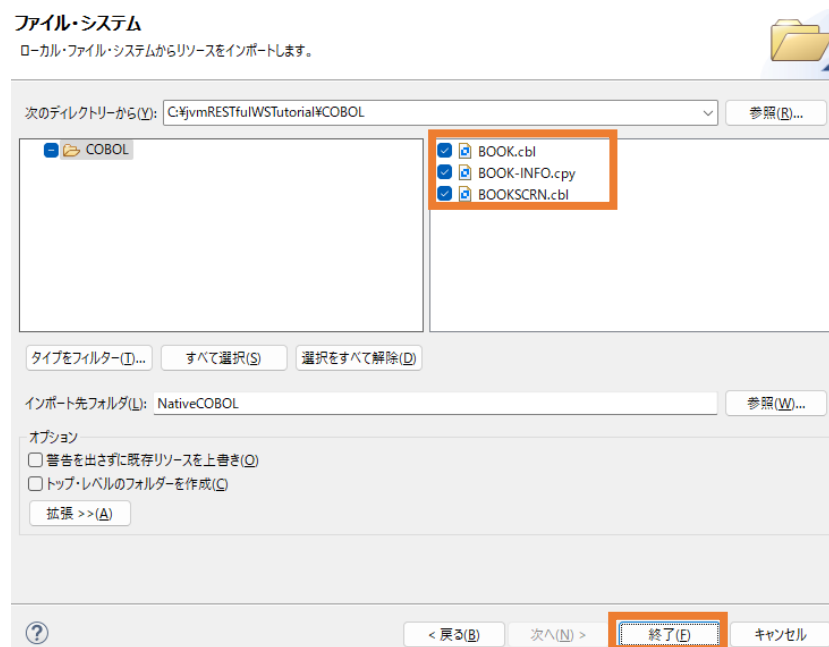 ファイル・システム
ローカル・ファイル・システムからリソースをインポートします。
次のディレクトリーから(Y): C:¥jvmRESTfulWSTutorial¥COBOL 参照(R)...
COBOL
BOOK.cbl
BOOK-INFO.cpy
BOOKSCRN.cbl
タイプをフィルター(T)... すべて選択(S) 選択をすべて解除(D)
インポート先フォルダ(L): NativeCOBOL 参照(W)...
オプション
警告を出さずに既存リソースを上書き(O)
トップ・レベルのフォルダーを作成(C)
拡張 >>(A)
? < 戻る(B) 次へ(N) > 終了(F) キャンセル